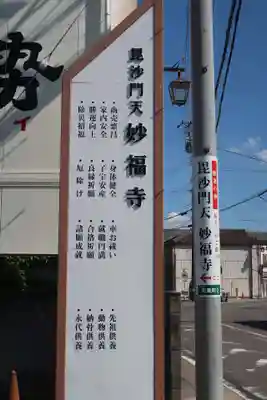 毘沙門天 妙福寺
・商売繁昌 ・身体健全 ・車お祓い ・先祖供養
・家内安全 ・子宝安産 ・就職円満 ・動物供養
・勝運向上 ・良縁祈願 ・合格祈願 ・納骨供養
・除災招福 ・厄除け ・諸願成就 ・永代供養
毘沙門天 妙福寺
勢